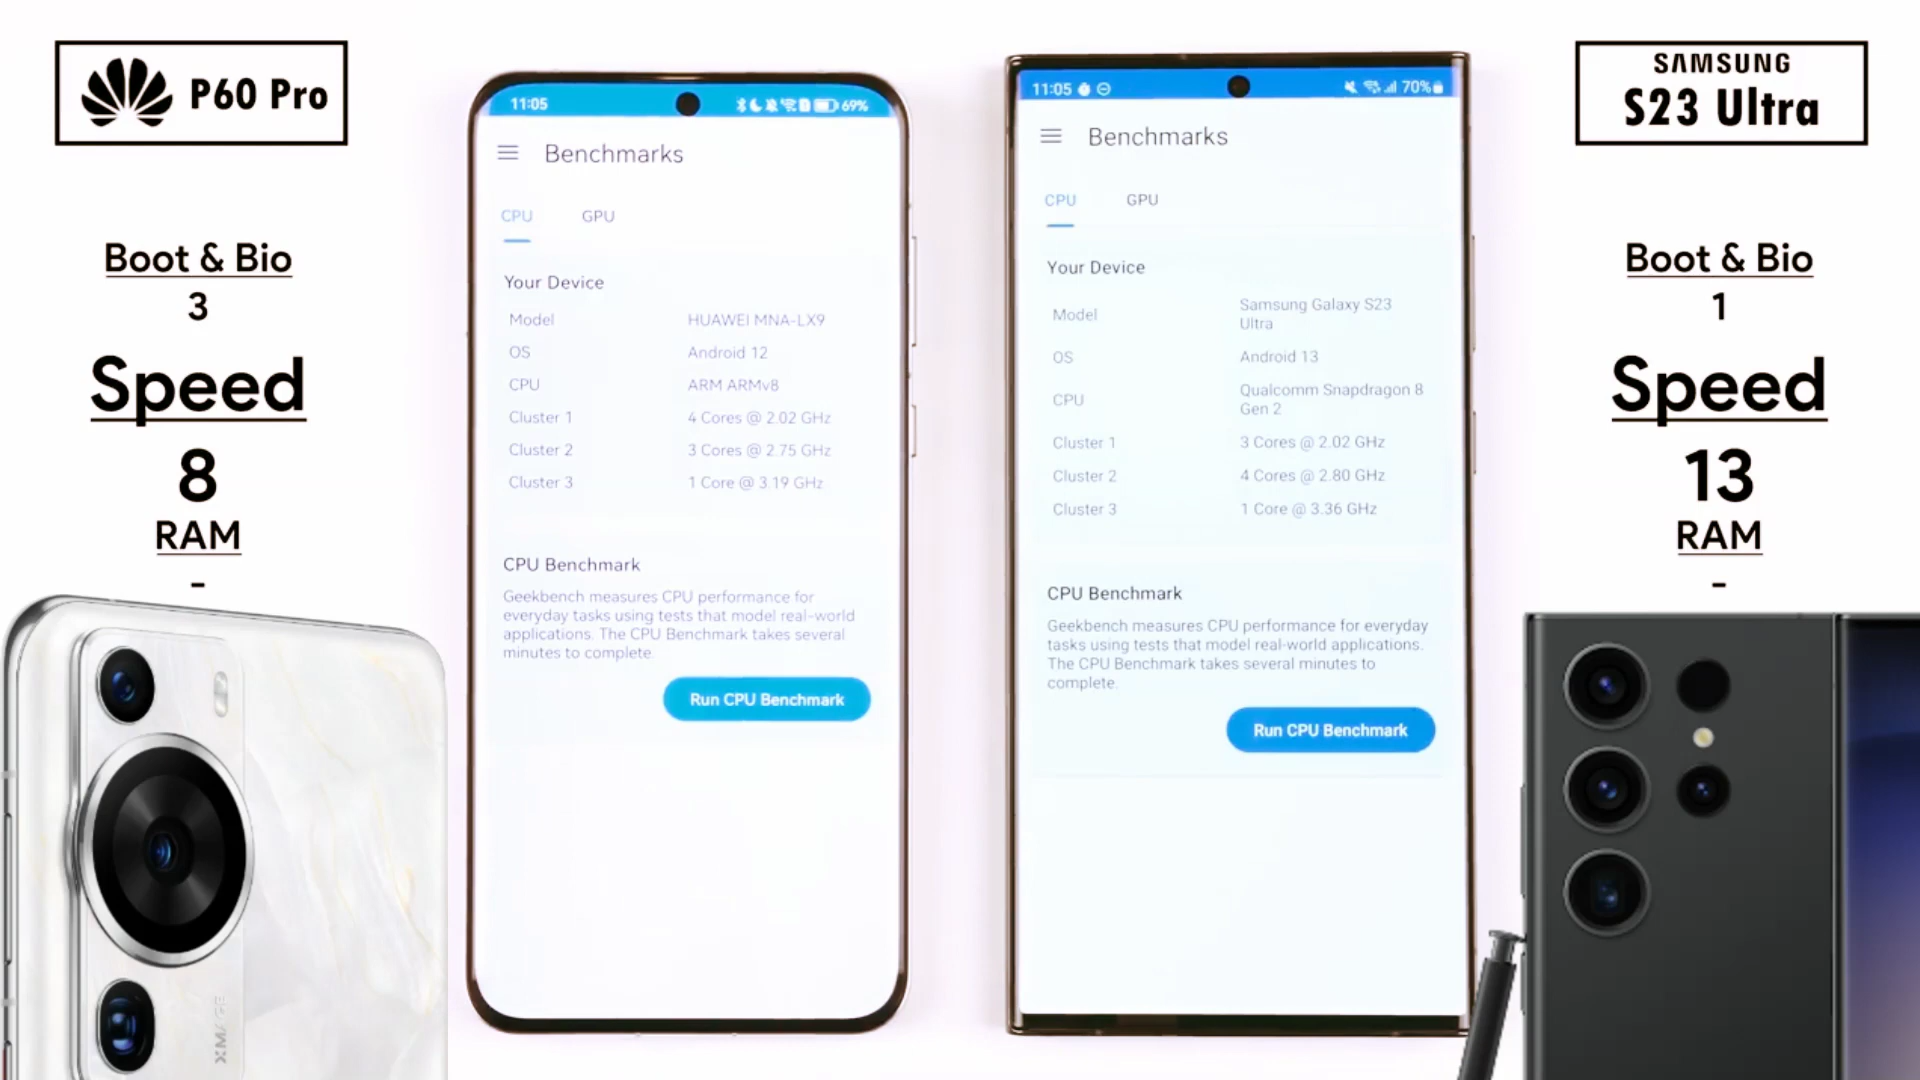 P60 Pro
Boot & Bio
3
Speed
8
RAM
-
XMAGE
11:05
69%
Benchmarks
CPU GPU
Your Device
Model HUAWEI MNA-LX9
OS Android 12
CPU ARM ARMv8
Cluster 1 4 Cores @ 2.02 GHz
Cluster 2 3 Cores @ 2.75 GHz
Cluster 3 1 Core @ 3.19 GHz
CPU Benchmark
Geekbench measures CPU performance for
everyday tasks using tests that model real-world
applications. The CPU Benchmark takes several
minutes to complete.
Run CPU Benchmark
11:05
70%
Benchmarks
CPU GPU
Your Device
Model Samsung Galaxy S23
Ultra
OS Android 13
CPU Qualcomm Snapdragon 8
Gen 2
Cluster 1 3 Cores @ 2.02 GHz
Cluster 2 4 Cores @ 2.80 GHz
Cluster 3 1 Core @ 3.36 GHz
CPU Benchmark
Geekbench measures CPU performance for everyday
tasks using tests that model real-world applications.
The CPU Benchmark takes several minutes to
complete.
Run CPU Benchmark
SAMSUNG
S23 Ultra
Boot & Bio
1
Speed
13
RAM
-